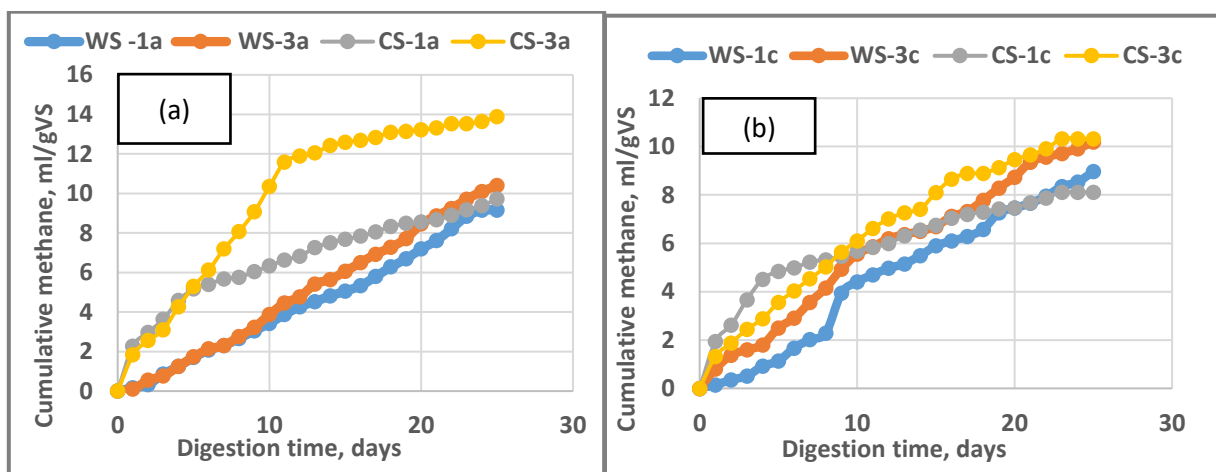 WS -1a WS-3a CS-1a CS-3a
(a)
Cumulative methane, ml/gVS
16
14
12
10
8
6
4
2
0
0 10 20 30
Digestion time, days
WS-1c WS-3c CS-1c CS-3c
(b)
Cumulative methane, ml/gVS
12
10
8
6
4
2
0
0 10 20 30
Digestion time, days